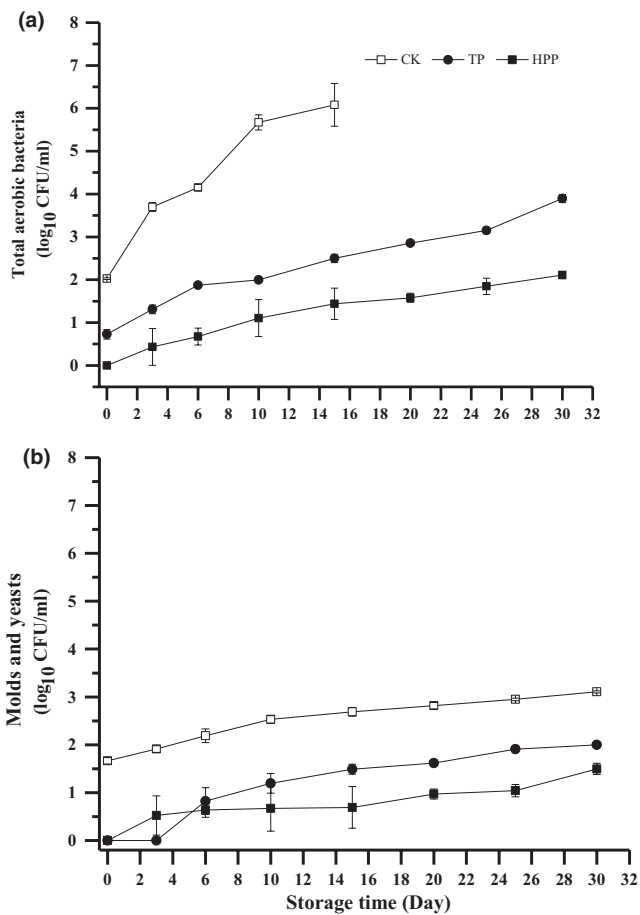 (a)
CK TP HPP
Total aerobic bacteria
(log10 CFU/ml)
8
7
6
5
4
3
2
1
0
0 2 4 6 8 10 12 14 16 18 20 22 24 26 28 30 32
(b)
Molds and yeasts
(log10 CFU/ml)
8
7
6
5
4
3
2
1
0
0 2 4 6 8 10 12 14 16 18 20 22 24 26 28 30 32
Storage time (Day)